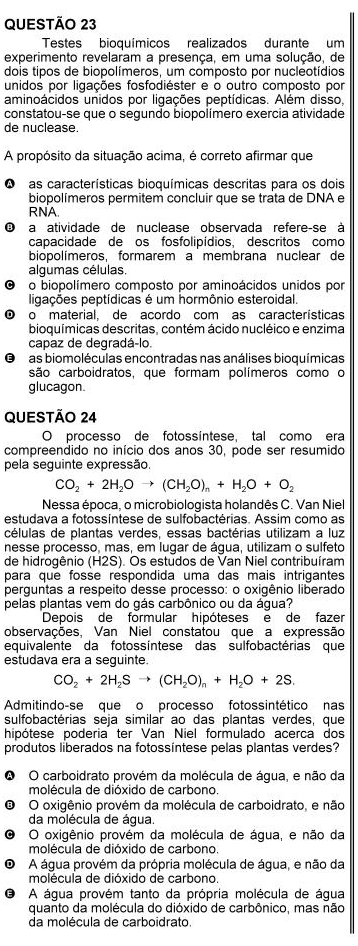 QUESTÃO 23
Testes bioquímicos realizados durante um
experimento revelaram a presença, em uma solução, de
dois tipos de biopolímeros, um composto por nucleotídios
unidos por ligações fosfodiéster e o outro composto por
aminoácidos unidos por ligações peptídicas. Além disso,
constatou-se que o segundo biopolímero exercia atividade
de nuclease.
A propósito da situação acima, é correto afirmar que
A as características bioquímicas descritas para os dois
biopolímeros permitem concluir que se trata de DNA e
RNA.
B a atividade de nuclease observada refere-se à
capacidade de os fosfolipídios, descritos como
biopolímeros, formarem a membrana nuclear de
algumas células.
C o biopolímero composto por aminoácidos unidos por
ligações peptídicas é um hormônio esteroidal.
D o material, de acordo com as características
bioquímicas descritas, contém ácido nucléico e enzima
capaz de degradá-lo.
E as biomoléculas encontradas nas análises bioquímicas
são carboidratos, que formam polímeros como o
glucagon.
QUESTÃO 24
O processo de fotossíntese, tal como era
compreendido no início dos anos 30, pode ser resumido
pela seguinte expressão.
CO₂ + 2H₂O → (CH₂O)ₙ + H₂O + O₂
Nessa época, o microbiologista holandês C. Van Niel
estudava a fotossíntese de sulfobactérias. Assim como as
células de plantas verdes, essas bactérias utilizam a luz
nesse processo, mas, em lugar de água, utilizam o sulfeto
de hidrogênio (H2S). Os estudos de Van Niel contribuíram
para que fosse respondida uma das mais intrigantes
perguntas a respeito desse processo: o oxigênio liberado
pelas plantas vem do gás carbônico ou da água?
Depois de formular hipóteses e de fazer
observações, Van Niel constatou que a expressão
equivalente da fotossíntese das sulfobactérias que
estudava era a seguinte.
CO₂ + 2H₂S → (CH₂O)ₙ + H₂O + 2S.
Admitindo-se que o processo fotossintético nas
sulfobactérias seja similar ao das plantas verdes, que
hipótese poderia ter Van Niel formulado acerca dos
produtos liberados na fotossíntese pelas plantas verdes?
A O carboidrato provém da molécula de água, e não da
molécula de dióxido de carbono.
B O oxigênio provém da molécula de carboidrato, e não
da molécula de água.
C O oxigênio provém da molécula de água, e não da
molécula de dióxido de carbono.
D A água provém da própria molécula de água, e não da
molécula de dióxido de carbono.
E A água provém tanto da própria molécula de água
quanto da molécula do dióxido de carbônico, mas não
da molécula de carboidrato.